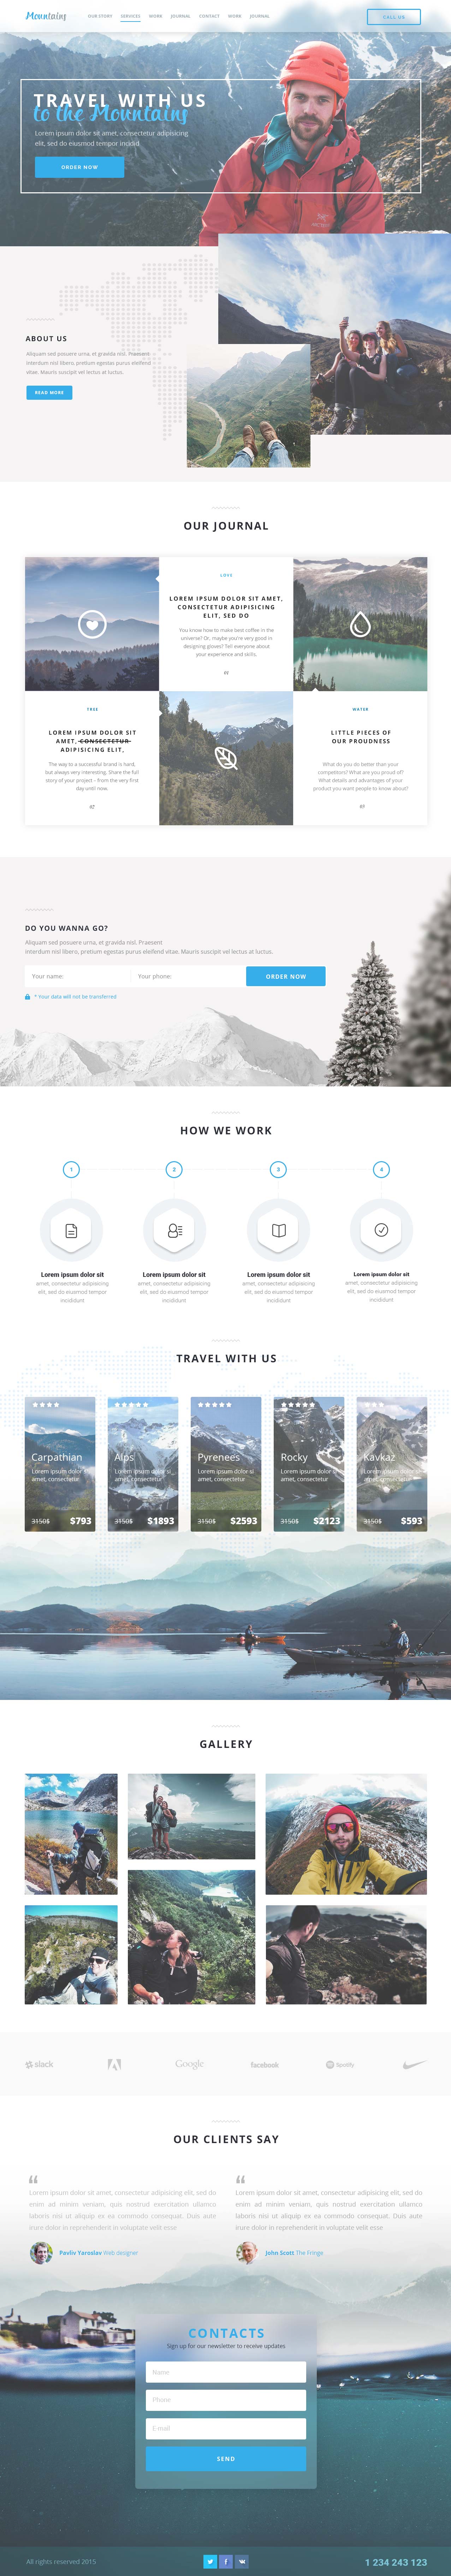 Mountains
OUR STORY SERVICES WORK JOURNAL CONTACT WORK JOURNAL
CALL US
TRAVEL WITH US
to the Mountains
Lorem ipsum dolor sit amet, consectetur adipisicing
elit, sed do eiusmod tempor incidid
ORDER NOW
ABOUT US
Aliquam sed posuere urna, et gravida nisl. Praesent
interdum nisl libero, pretium egestas purus eleifend
vitae. Mauris suscipit vel lectus at luctus.
READ MORE
OUR JOURNAL
LOVE
LOREM IPSUM DOLOR SIT AMET,
CONSECTETUR ADIPISICING
ELIT, SED DO
You know how to make best coffee in the
universe? Or, maybe you're very good in
designing gloves? Tell everyone about
your experience and skills.
TREE
LOREM IPSUM DOLOR SIT
AMET, CONSECTETUR
ADIPISICING ELIT,
The way to a successful brand is hard,
but always very interesting. Share the full
story of your project – from the very first
day until now.
WATER
LITTLE PIECES OF
OUR PROUDNESS
What do you do better than your
competitors? What are you proud of?
What details and advantages of your
product you want people to know about?
DO YOU WANNA GO?
Aliquam sed posuere urna, et gravida nisl. Praesent
interdum nisl libero, pretium egestas purus eleifend vitae. Mauris suscipit vel lectus at luctus.
Your name:
Your phone:
ORDER NOW
* Your data will not be transferred
HOW WE WORK
1
2
3
4
Lorem ipsum dolor sit
amet, consectetur adipisicing
elit, sed do eiusmod tempor
incididunt
Lorem ipsum dolor sit
amet, consectetur adipisicing
elit, sed do eiusmod tempor
incididunt
Lorem ipsum dolor sit
amet, consectetur adipisicing
elit, sed do eiusmod tempor
incididunt
Lorem ipsum dolor sit
amet, consectetur adipisicing
elit, sed do eiusmod tempor
incididunt
TRAVEL WITH US
Carpathian
Lorem ipsum dolor si
amet, consectetur
3150$ $793
Alps
Lorem ipsum dolor si
amet, consectetur
3150$ $1893
Pyrenees
Lorem ipsum dolor si
amet, consectetur
3150$ $2593
Rocky
Lorem ipsum dolor si
amet, consectetur
3150$ $2123
Kavkaz
Lorem ipsum dolor si
amet, consectetur
3150$ $593
GALLERY
slack
Google
facebook
Spotify
OUR CLIENTS SAY
Lorem ipsum dolor sit amet, consectetur adipisicing elit, sed do
enim ad minim veniam, quis nostrud exercitation ullamco
laboris nisi ut aliquip ex ea commodo consequat. Duis aute
irure dolor in reprehenderit in voluptate velit esse
Pavliv Yaroslav Web designer
Lorem ipsum dolor sit amet, consectetur adipisicing elit, sed do
enim ad minim veniam, quis nostrud exercitation ullamco
laboris nisi ut aliquip ex ea commodo consequat. Duis aute
irure dolor in reprehenderit in voluptate velit esse
John Scott The Fringe
CONTACTS
Sign up for our newsletter to receive updates
Name
Phone
E-mail
SEND
All rights reserved 2015
1 234 243 123